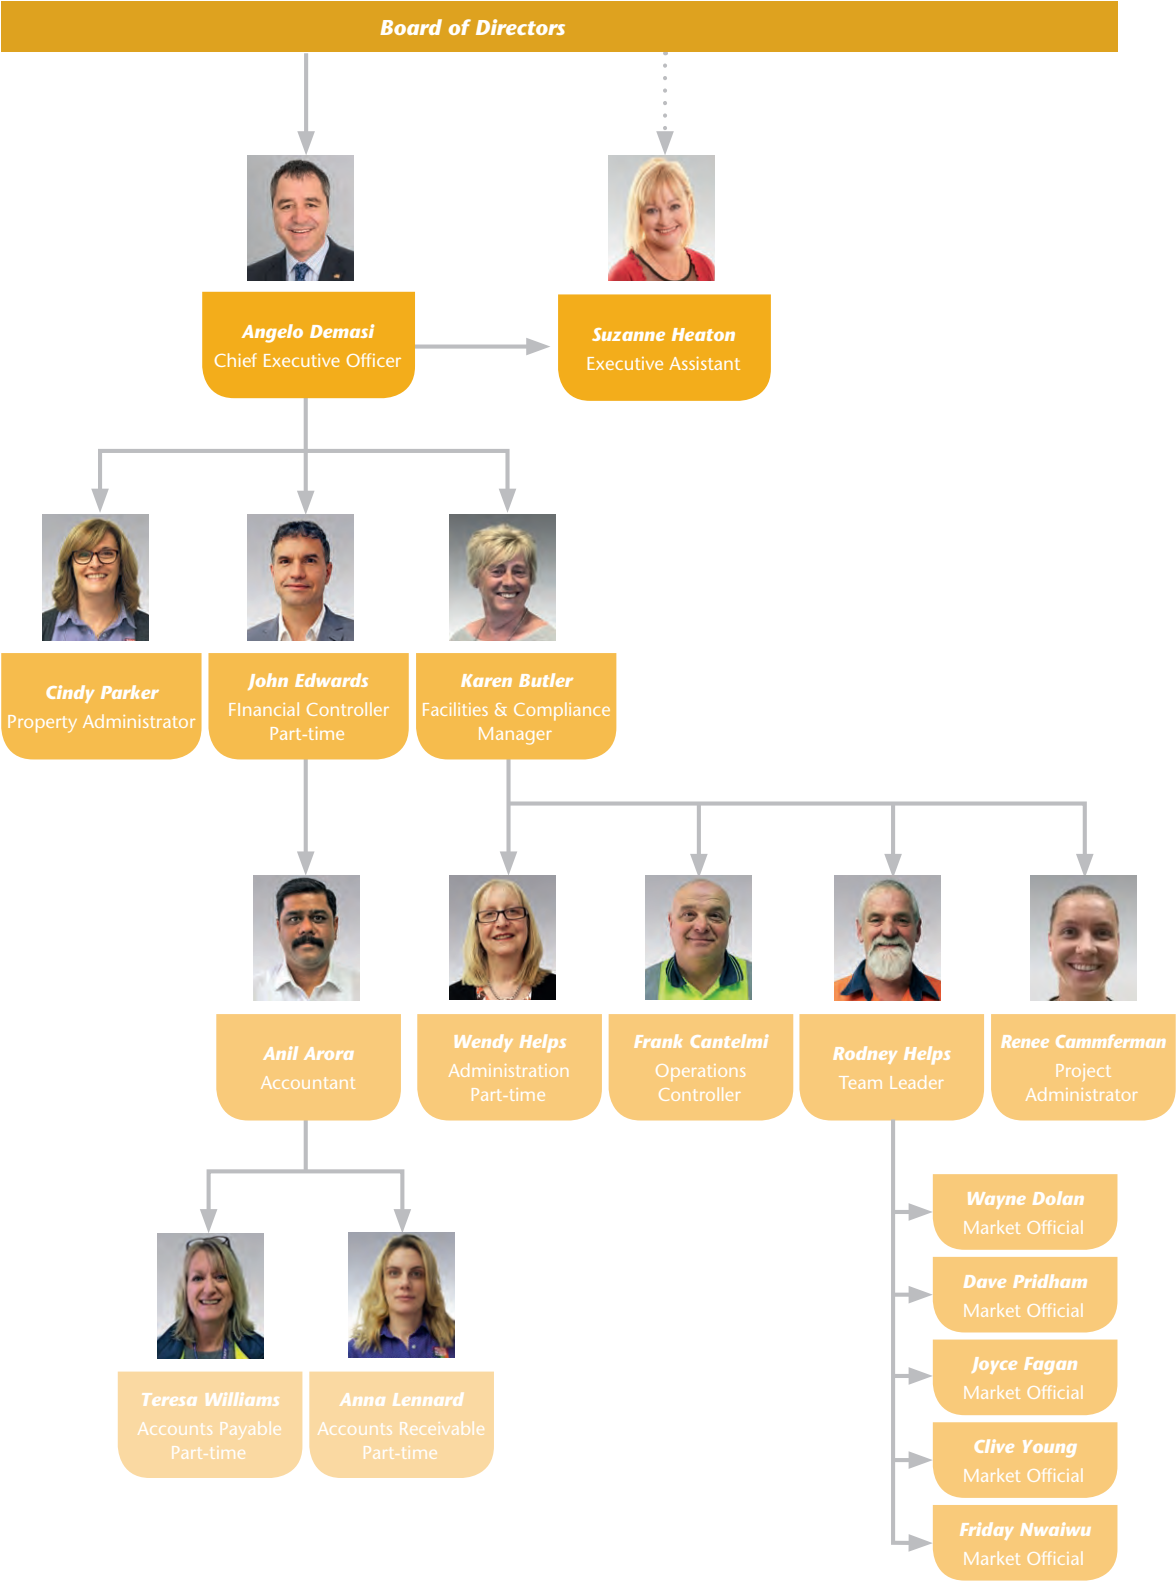 Board of Directors
Angelo Demasi
Chief Executive Officer
Suzanne Heaton
Executive Assistant
Cindy Parker
Property Administrator
John Edwards
FInancial Controller
Part-time
Karen Butler
Facilities & Compliance
Manager
Anil Arora
Accountant
Wendy Helps
Administration
Part-time
Frank Cantelmi
Operations
Controller
Rodney Helps
Team Leader
Renee Cammferman
Project
Administrator
Wayne Dolan
Market Official
Dave Pridham
Market Official
Joyce Fagan
Market Official
Clive Young
Market Official
Friday Nwaiwu
Market Official
Teresa Williams
Accounts Payable
Part-time
Anna Lennard
Accounts Receivable
Part-time